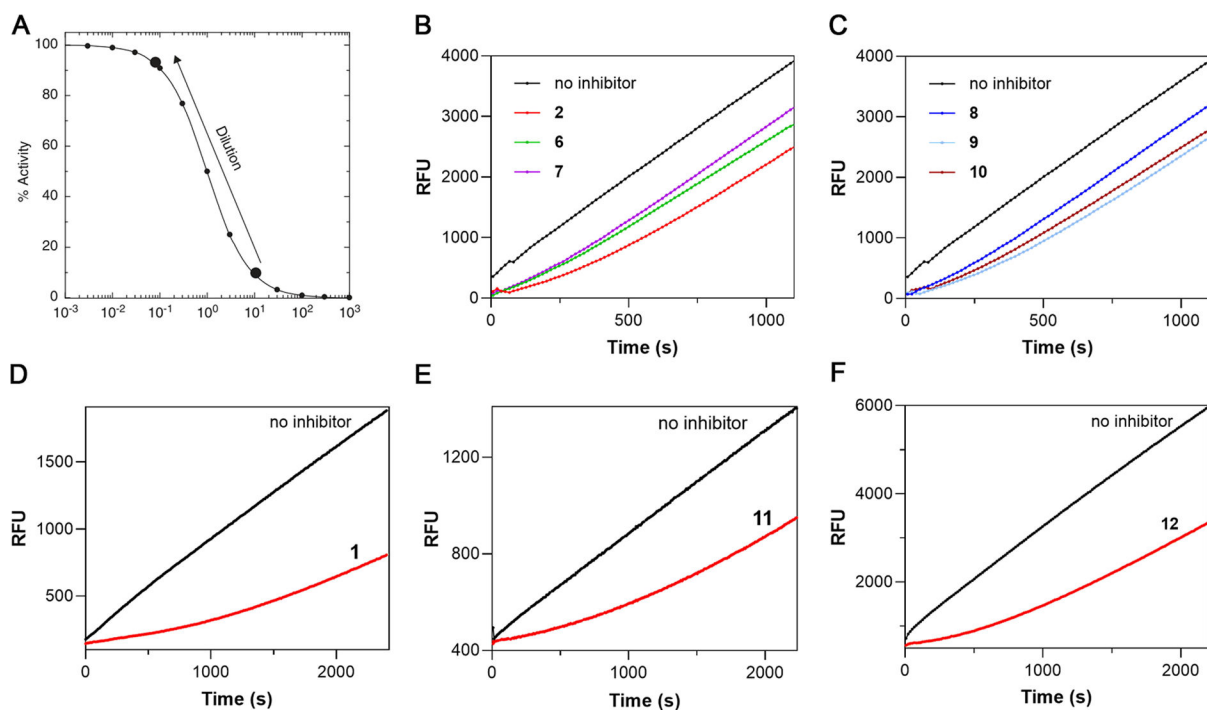 A
100
80
60
40
20
0
% Activity
Dilution
10-3
10-2
10-1
100
101
102
103
B
4000
3000
2000
1000
0
RFU
no inhibitor
2
6
7
0
500
1000
Time (s)
C
4000
3000
2000
1000
0
RFU
no inhibitor
8
9
10
0
500
1000
Time (s)
D
1500
1000
500
RFU
no inhibitor
1
0
1000
2000
Time (s)
E
1200
800
400
RFU
no inhibitor
11
0
1000
2000
Time (s)
F
6000
4000
2000
RFU
no inhibitor
12
0
1000
2000
Time (s)